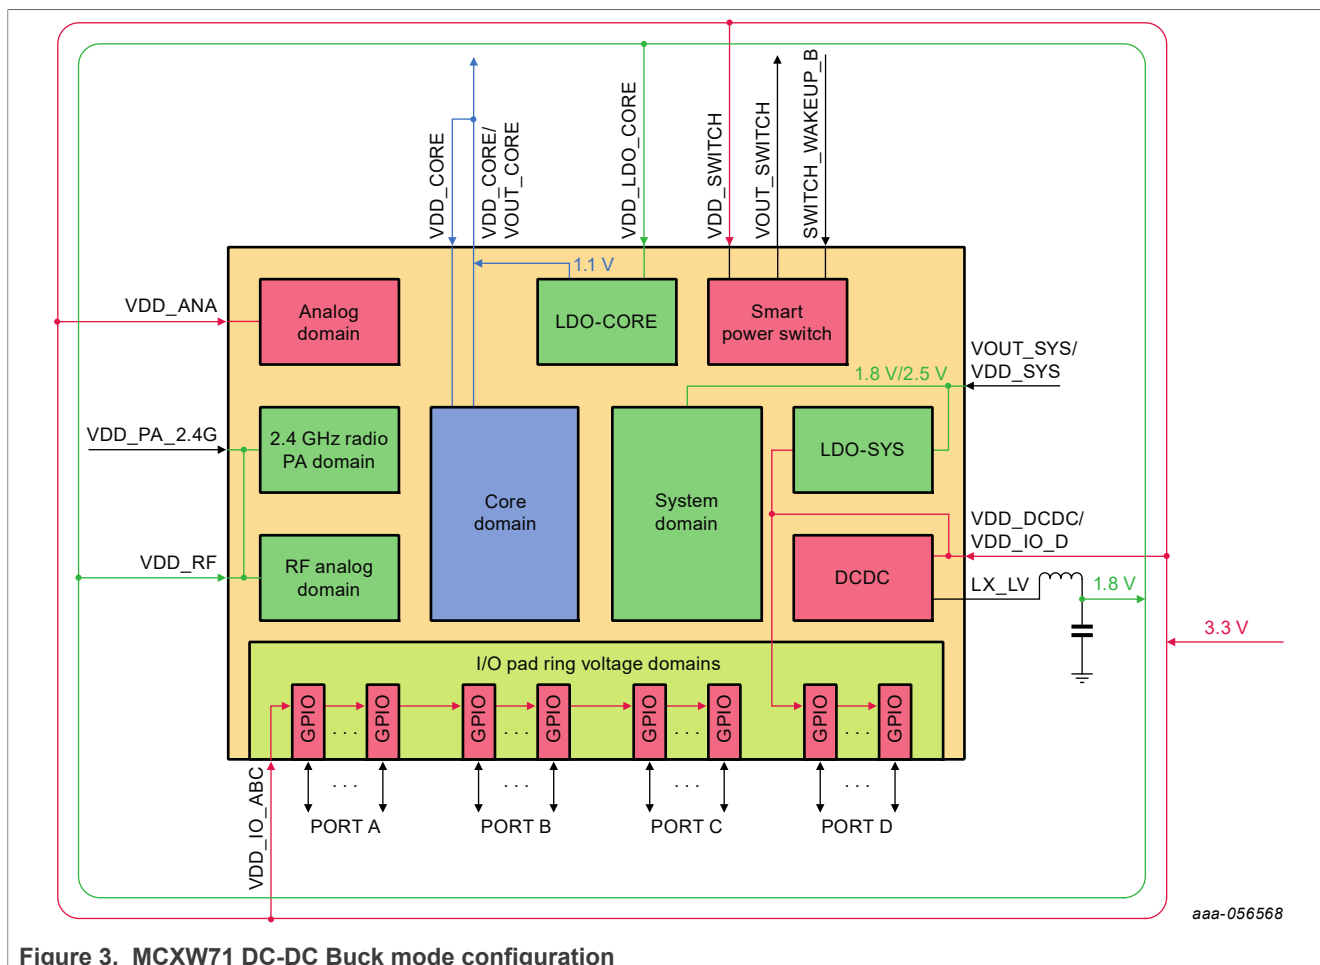 VDD_CORE
VDD_CORE/
VOUT_CORE
VDD_LDO_CORE
VDD_SWITCH
VOUT_SWITCH
SWITCH_WAKEUP_B
1.1 V
VDD_ANA
Analog
domain
LDO-CORE
Smart
power switch
VOUT_SYS/
VDD_SYS
1.8 V/2.5 V
VDD_PA_2.4G
2.4 GHz radio
PA domain
Core
domain
System
domain
LDO-SYS
VDD_DCDC/
VDD_IO_D
VDD_RF
RF analog
domain
DCDC
LX_LV
1.8 V
3.3 V
I/O pad ring voltage domains
GPIO
. . .
GPIO
GPIO
. . .
GPIO
GPIO
. . .
GPIO
GPIO
. . .
GPIO
VDD_IO_ABC
. . .
. . .
. . .
. . .
PORT A
PORT B
PORT C
PORT D
aaa-056568
Figure 3. MCXW71 DC-DC Buck mode configuration